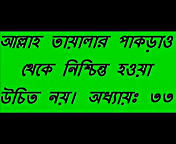 আল্লাহ তায়ালার পাকড়াও
থেকে নিশ্চিন্ত হওয়া
উচিত নয়। অধ্যায়ঃ ৩৩